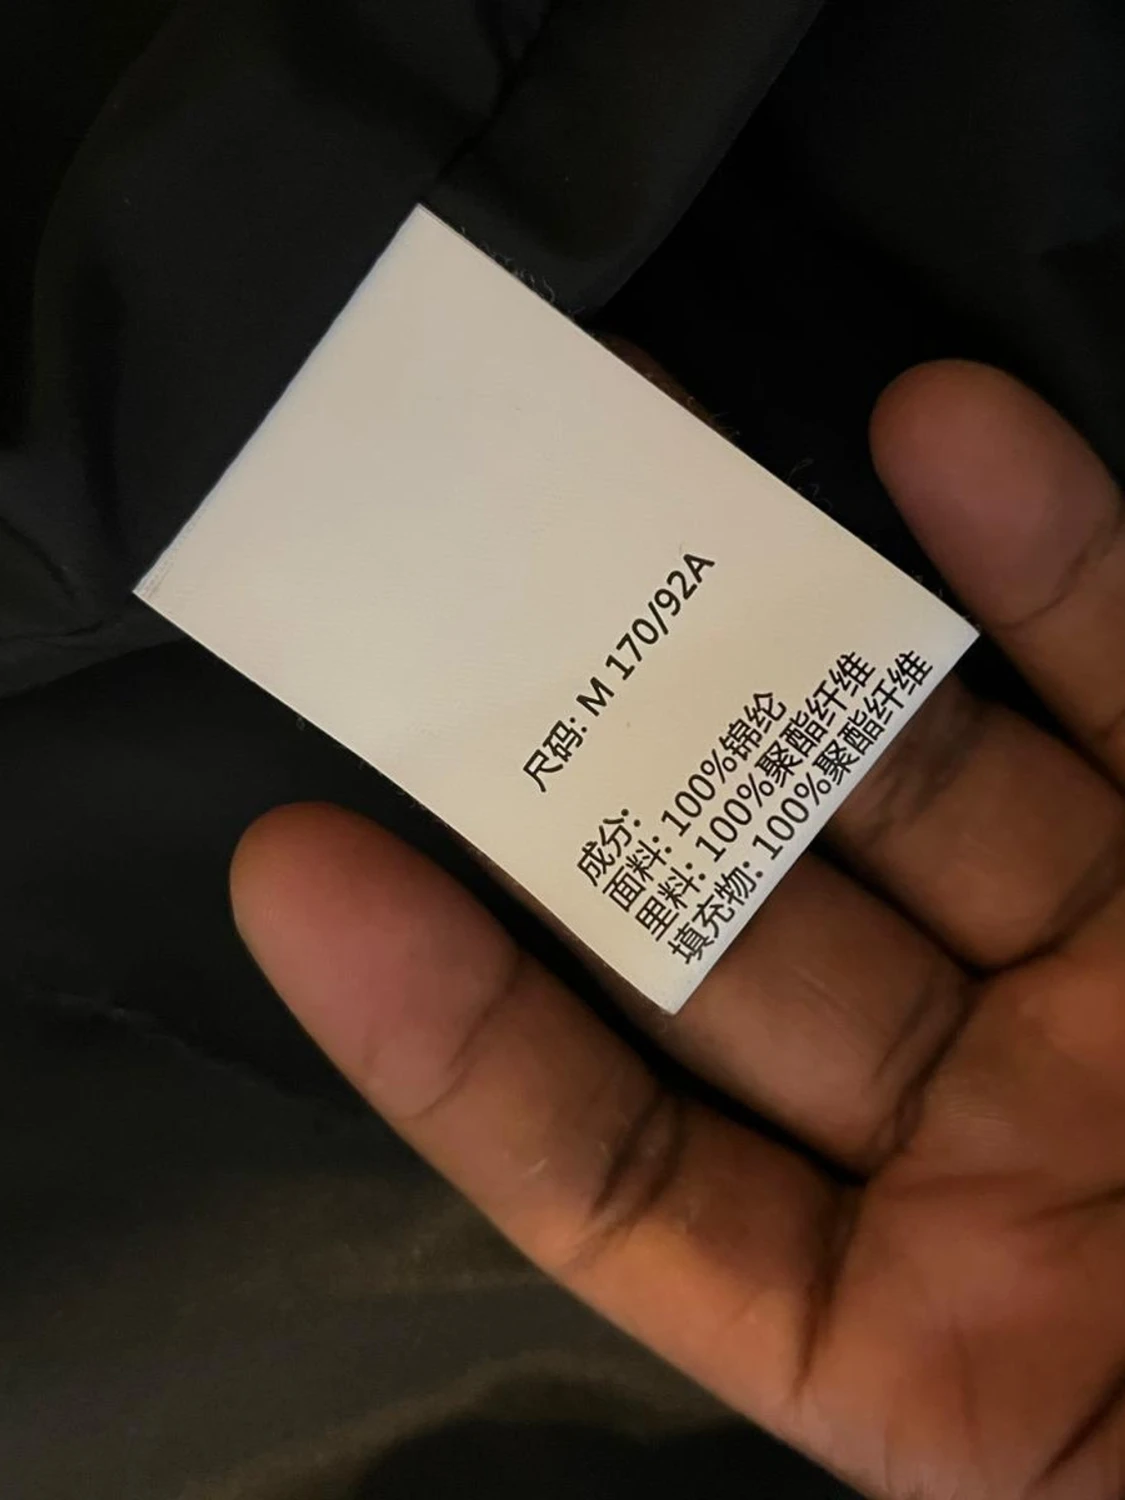 尺码: M 170/92A
成分:
面料: 100%锦纶
里料: 100%聚酯纤维
填充物: 100%聚酯纤维